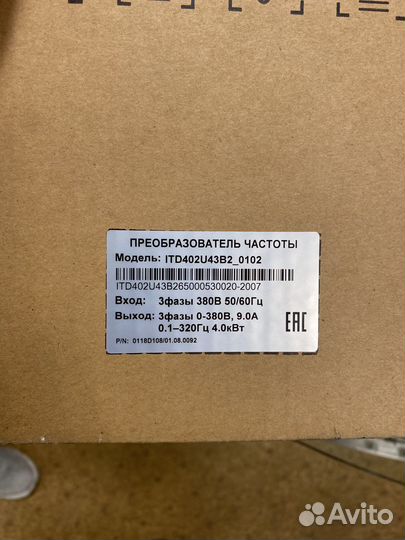 ПРЕОБРАЗОВАТЕЛЬ ЧАСТОТЫ
Модель: ITD402U43B2_0102
ITD402U43B265000530020-2007
Вход: 3фазы 380В 50/60Гц
Выход: 3фазы 0-380В, 9.0А
0.1–320Гц 4.0кВт
EAC
P/N: 0118D108/01.08.0092
Avito